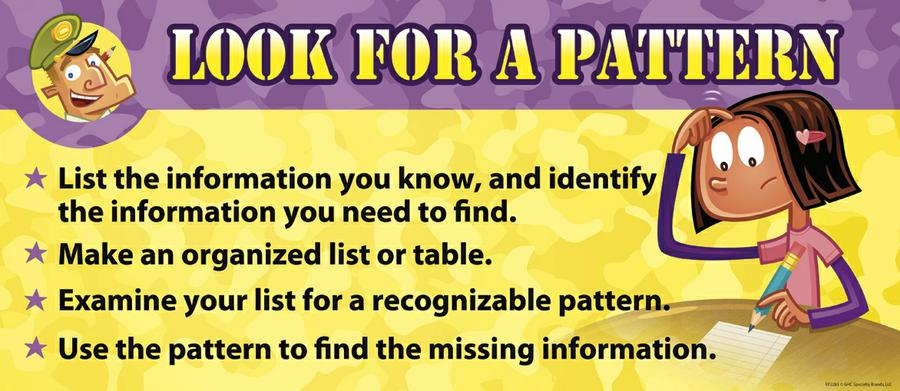 LOOK FOR A PATTERN
List the information you know, and identify
the information you need to find.
Make an organized list or table.
Examine your list for a recognizable pattern.
Use the pattern to find the missing information.
EP2285 © GHC Specialty Brands, LLC